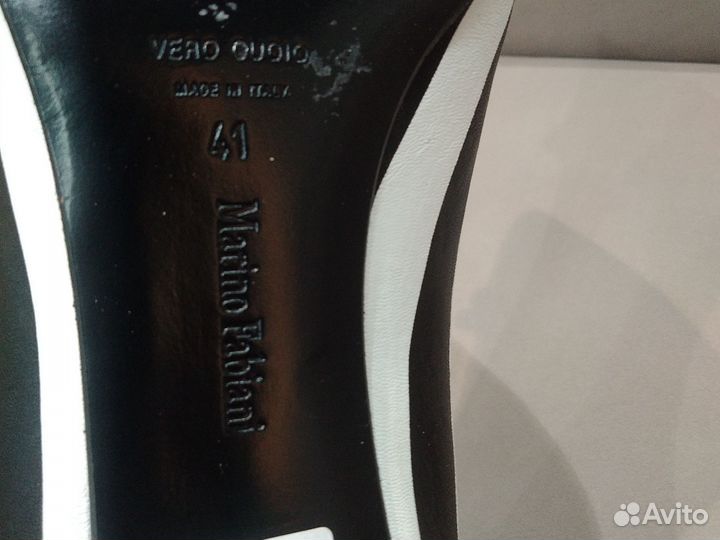 VERO CUOIO
MADE IN ITALY
41
Marino Fabiani
Avito